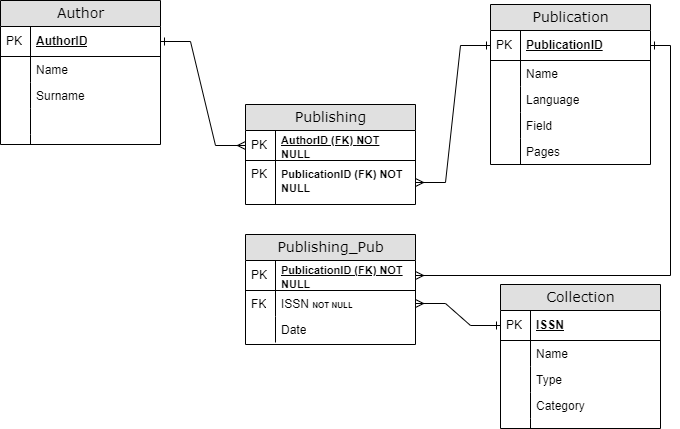 Author
PK AuthorID
Name
Surname
Publication
PK PublicationID
Name
Language
Field
Pages
Publishing
PK AuthorID (FK) NOT
NULL
PK PublicationID (FK) NOT
NULL
Publishing_Pub
PK PublicationID (FK) NOT
NULL
FK ISSN NOT NULL
Date
Collection
PK ISSN
Name
Type
Category